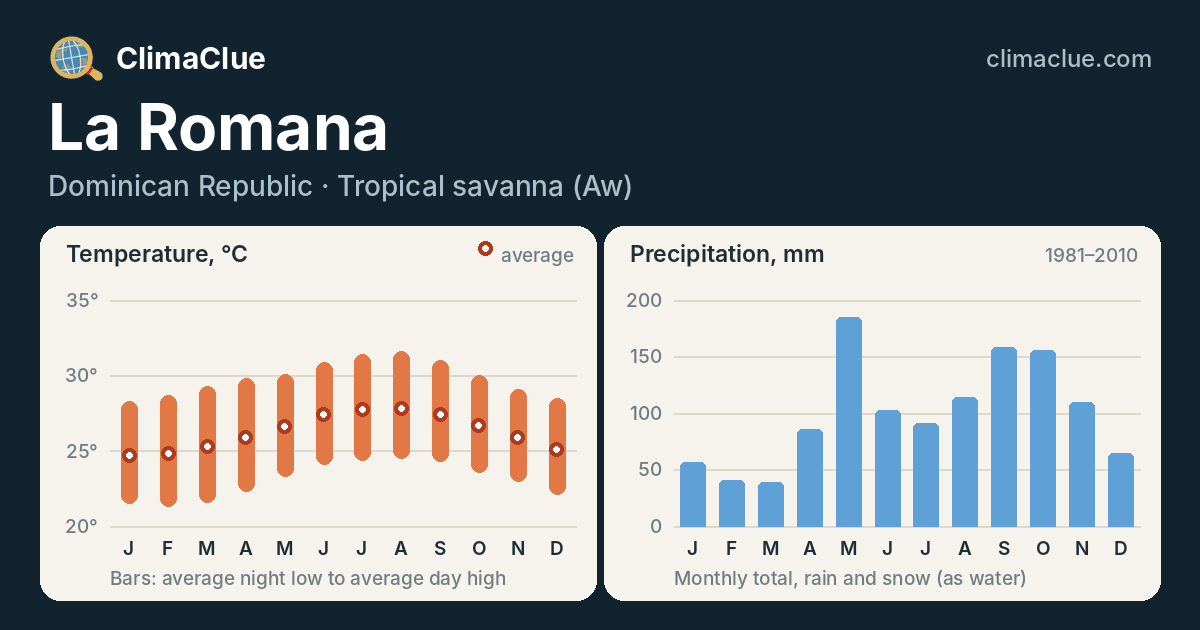 ClimaClue
climaclue.com
La Romana
Dominican Republic · Tropical savanna (Aw)
Temperature, °C
average
35°
30°
25°
20°
J F M A M J J A S O N D
Bars: average night low to average day high
Precipitation, mm
1981–2010
200
150
100
50
0
J F M A M J J A S O N D
Monthly total, rain and snow (as water)